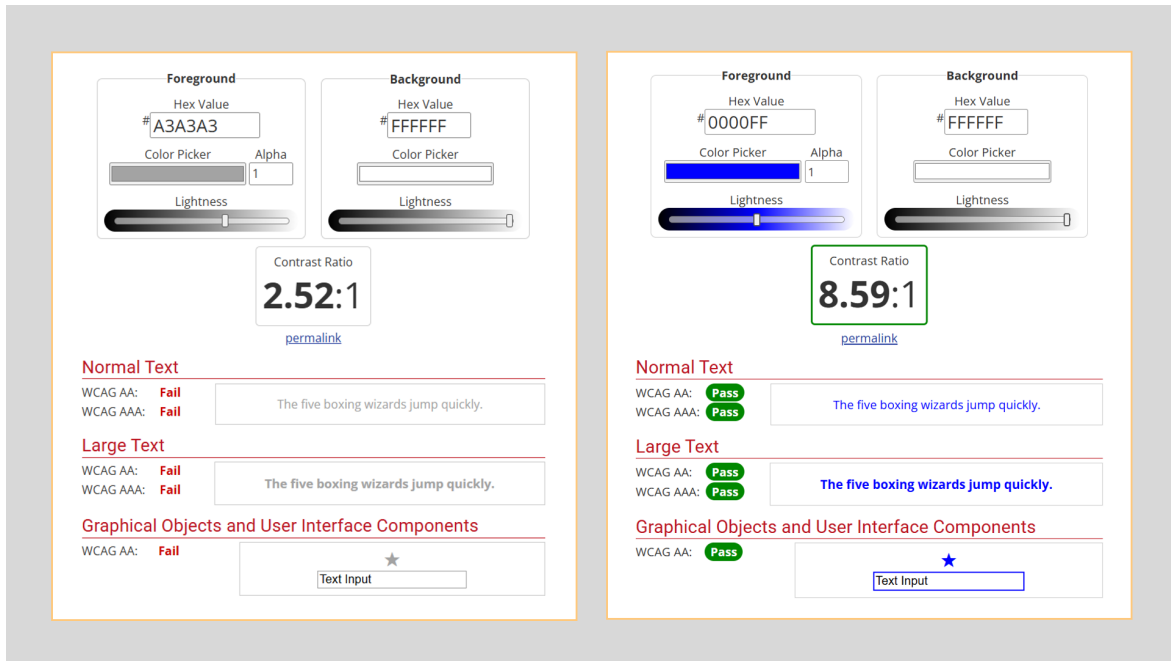 Foreground
Background
Hex Value
Hex Value
# A3A3A3
# FFFFFF
Color Picker
Alpha
Color Picker
1
Lightness
Lightness
Contrast Ratio
2.52:1
permalink
Normal Text
WCAG AA: Fail
WCAG AAA: Fail
The five boxing wizards jump quickly.
Large Text
WCAG AA: Fail
WCAG AAA: Fail
The five boxing wizards jump quickly.
Graphical Objects and User Interface Components
WCAG AA: Fail
Text Input
Foreground
Background
Hex Value
Hex Value
# 0000FF
# FFFFFF
Color Picker
Alpha
Color Picker
1
Lightness
Lightness
Contrast Ratio
8.59:1
permalink
Normal Text
WCAG AA: Pass
WCAG AAA: Pass
The five boxing wizards jump quickly.
Large Text
WCAG AA: Pass
WCAG AAA: Pass
The five boxing wizards jump quickly.
Graphical Objects and User Interface Components
WCAG AA: Pass
Text Input